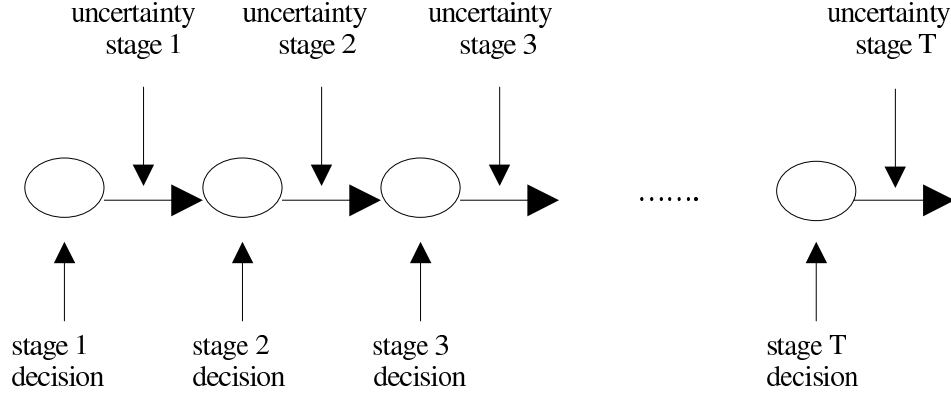 uncertainty
stage 1
uncertainty
stage 2
uncertainty
stage 3
uncertainty
stage T
.......
stage 1
decision
stage 2
decision
stage 3
decision
stage T
decision